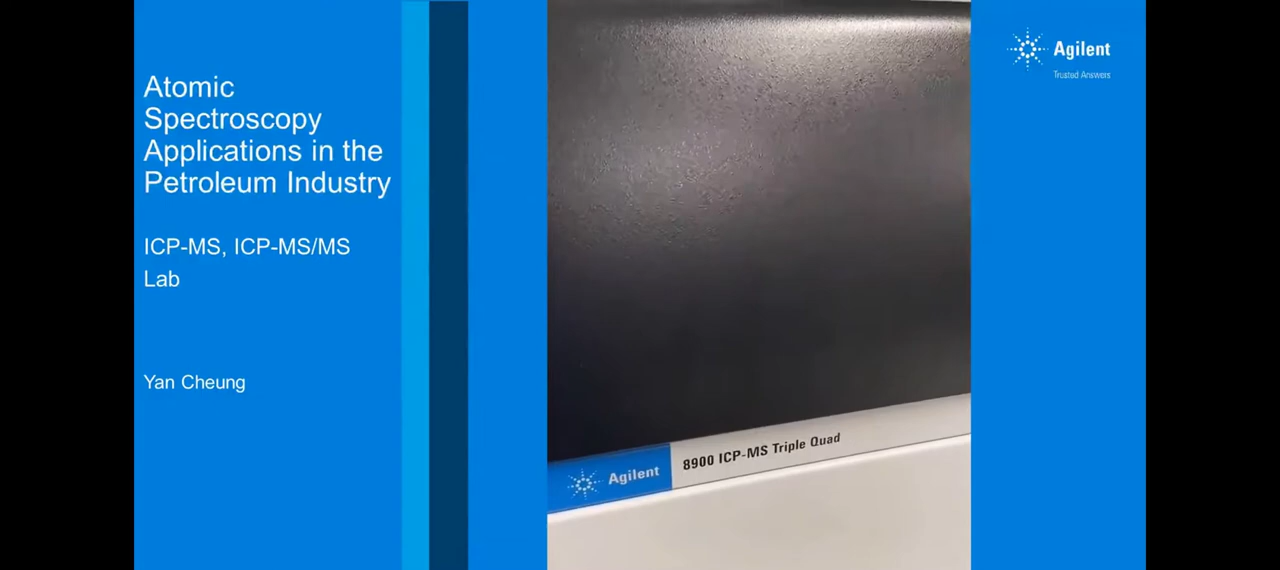 Atomic
Spectroscopy
Applications in the
Petroleum Industry
ICP-MS, ICP-MS/MS
Lab
Yan Cheung
Agilent
Trusted Answers
Agilent
8900 ICP-MS Triple Quad